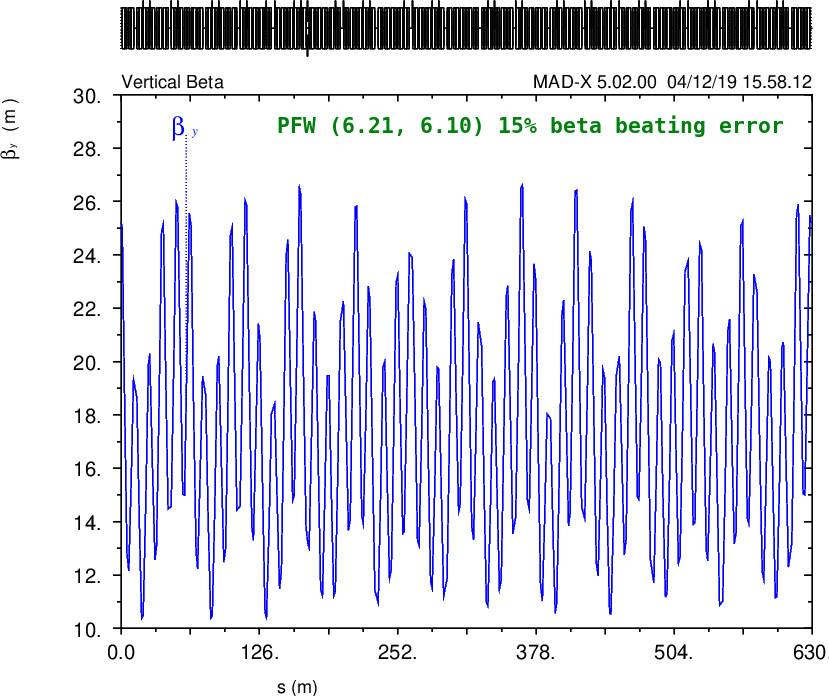 Vertical Beta MAD-X 5.02.00 04/12/19 15.58.12
βy (m)
βy
PFW (6.21, 6.10) 15% beta beating error
30.
28.
26.
24.
22.
20.
18.
16.
14.
12.
10.
0.0 126. 252. 378. 504. 630.
s (m)